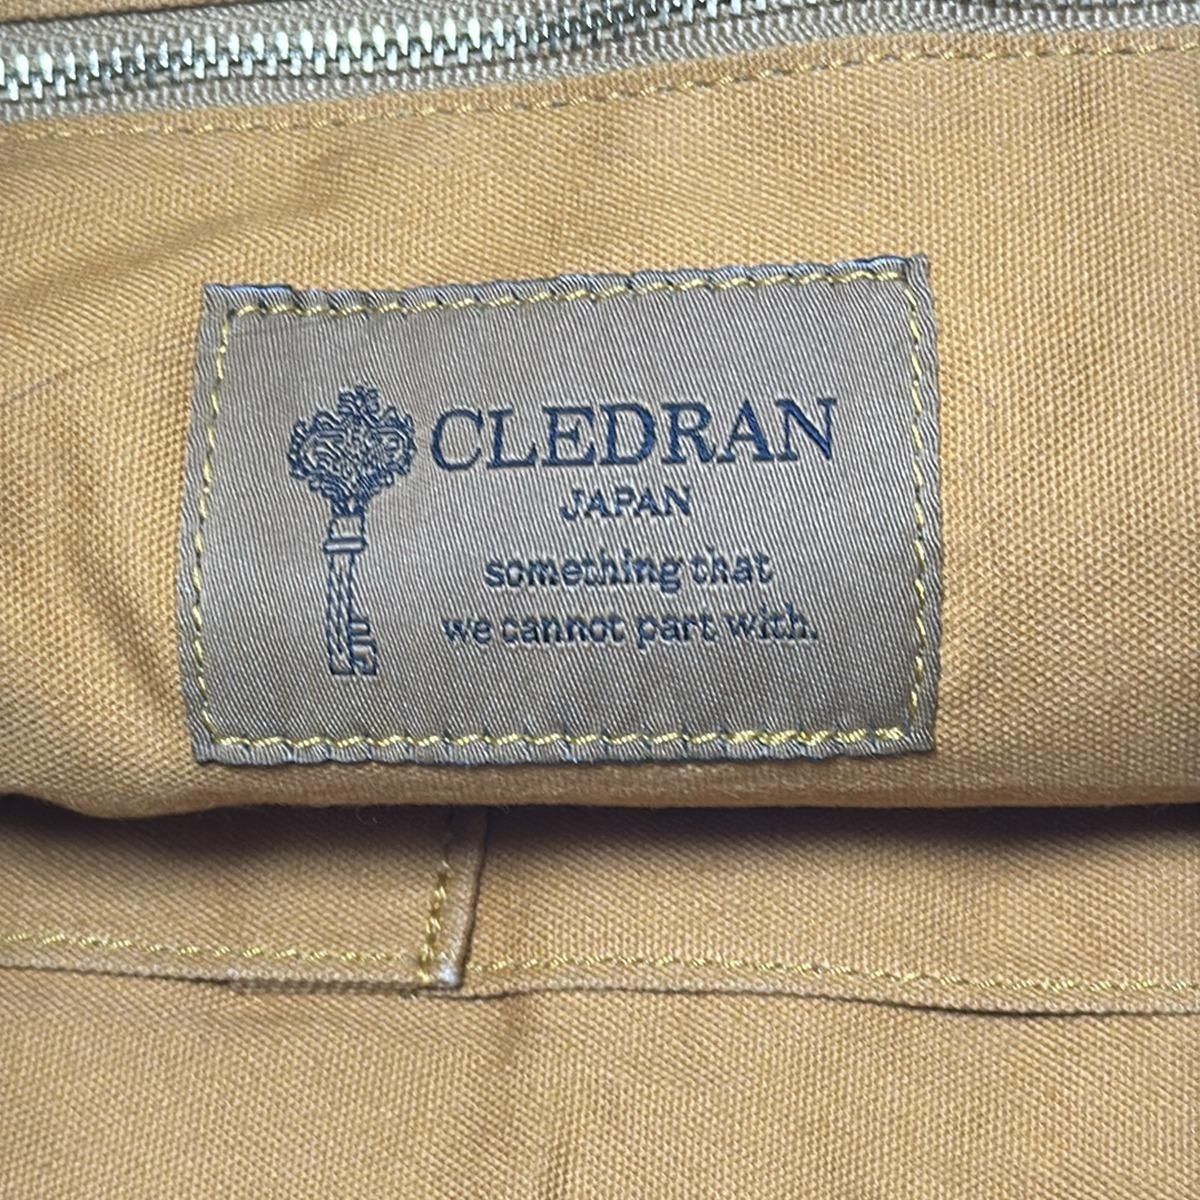 CLEDRAN
JAPAN
something that
we cannot part with.